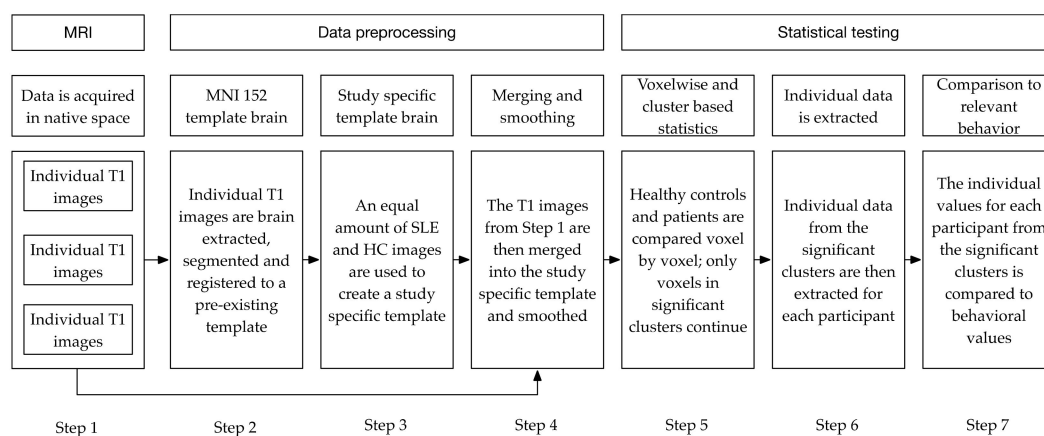 MRI
Data preprocessing
Statistical testing
Data is acquired
in native space
MNI 152
template brain
Study specific
template brain
Merging and
smoothing
Voxelwise and
cluster based
statistics
Individual data
is extracted
Comparison to
relevant
behavior
Individual T1
images
Individual T1
images
Individual T1
images
Individual T1
images are brain
extracted,
segmented and
registered to a
pre-existing
template
An equal
amount of SLE
and HC images
are used to
create a study
specific template
The T1 images
from Step 1 are
then merged
into the study
specific template
and smoothed
Healthy controls
and patients are
compared voxel
by voxel; only
voxels in
significant
clusters continue
Individual data
from the
significant
clusters are then
extracted for
each participant
The individual
values for each
participant from
the significant
clusters is
compared to
behavioral
values
Step 1
Step 2
Step 3
Step 4
Step 5
Step 6
Step 7